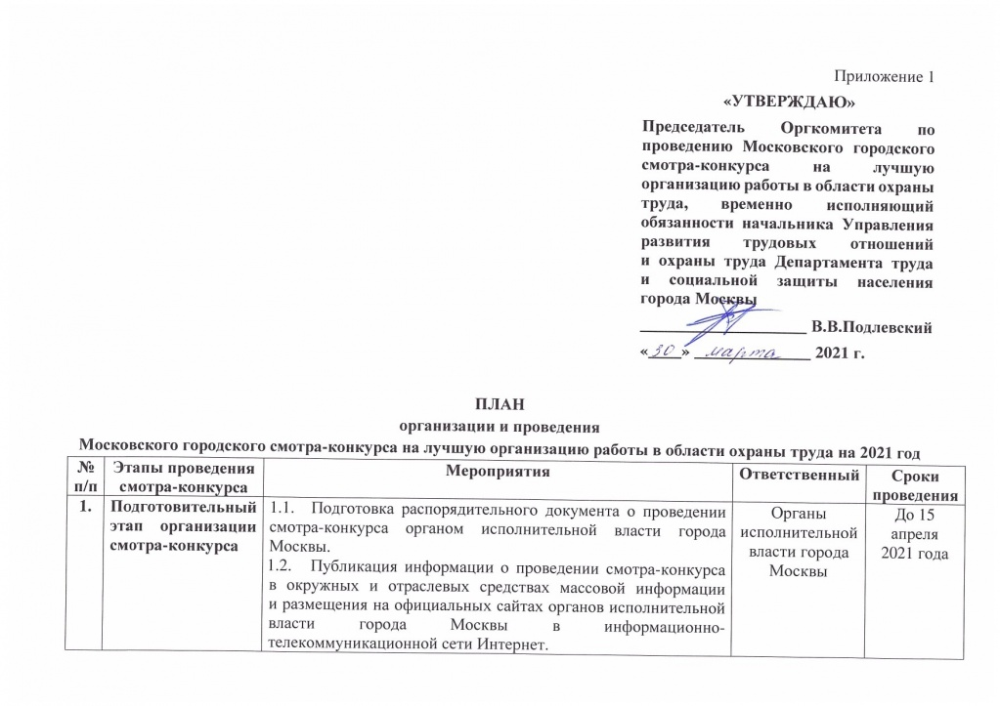 Приложение 1
«УТВЕРЖДАЮ»
Председатель Оргкомитета по
проведению Московского городского
смотра-конкурса на лучшую
организацию работы в области охраны
труда, временно исполняющий
обязанности начальника Управления
развития трудовых отношений
и охраны труда Департамента труда
и социальной защиты населения
города Москвы
В.В.Подлевский
«30» марта 2021 г.
ПЛАН
организации и проведения
Московского городского смотра-конкурса на лучшую организацию работы в области охраны труда на 2021 год
№ п/п
Этапы проведения
смотра-конкурса
Мероприятия
Ответственный
Сроки
проведения
1.
Подготовительный
этап организации
смотра-конкурса
1.1. Подготовка распорядительного документа о проведении
смотра-конкурса органом исполнительной власти города
Москвы.
1.2. Публикация информации о проведении смотра-конкурса
в окружных и отраслевых средствах массовой информации
и размещения на официальных сайтах органов исполнительной
власти города Москвы в информационно-
телекоммуникационной сети Интернет.
Органы
исполнительной
власти города
Москвы
До 15
апреля
2021 года